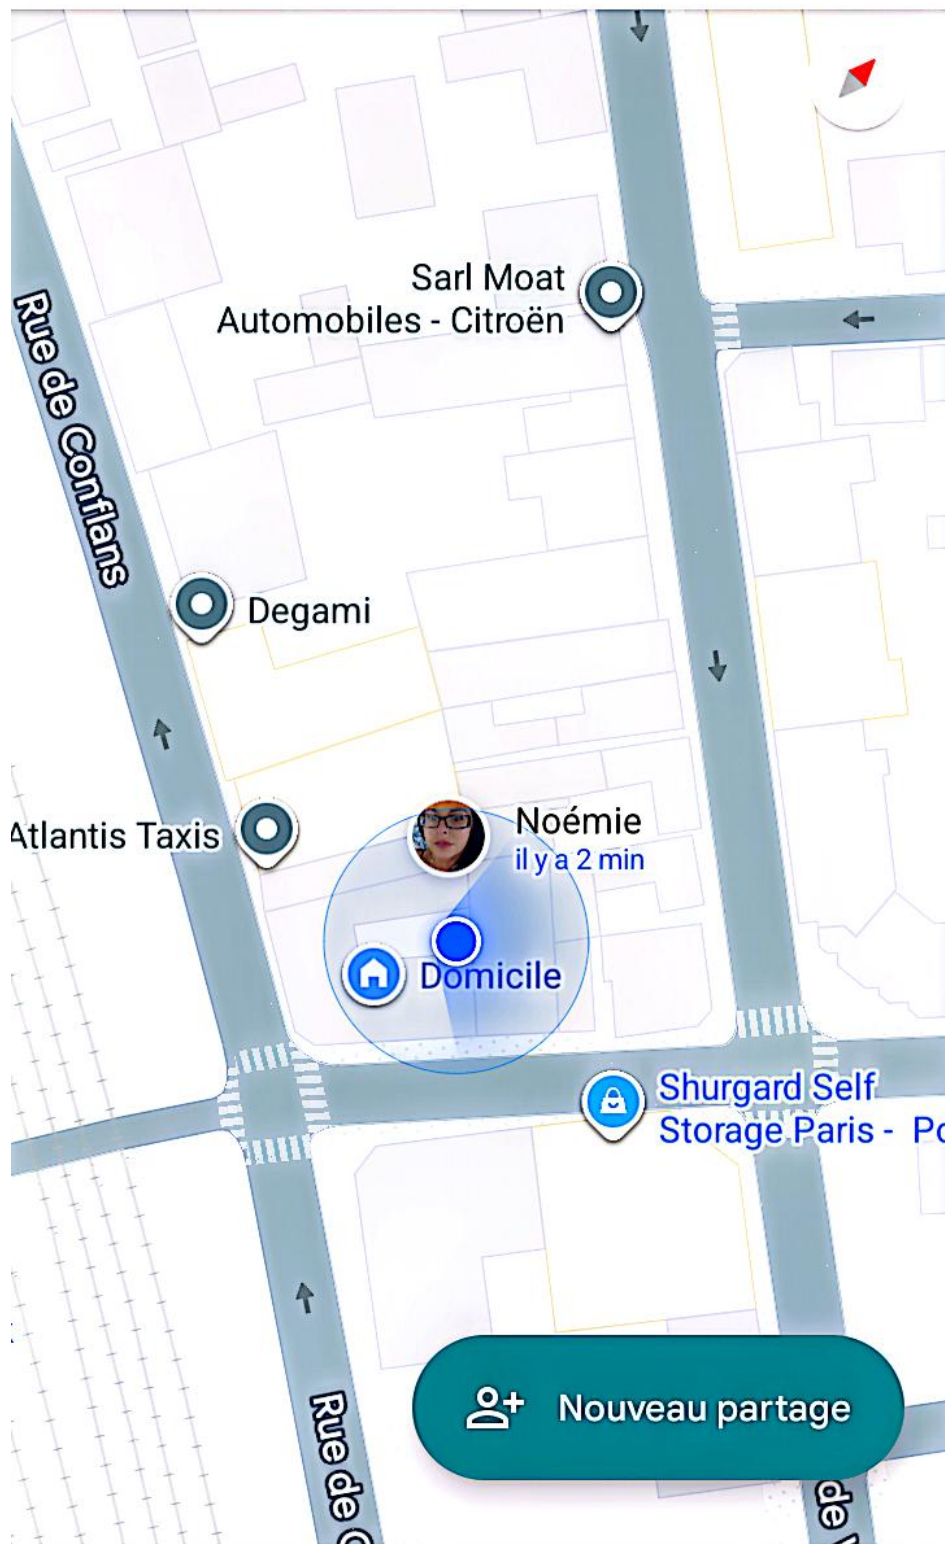 Sarl Moat
Automobiles - Citroën
Rue de Conflans
Degami
Atlantis Taxis
Noémie
il y a 2 min
Domicile
Shurgard Self
Storage Paris - Po
Nouveau partage
Rue de C
de